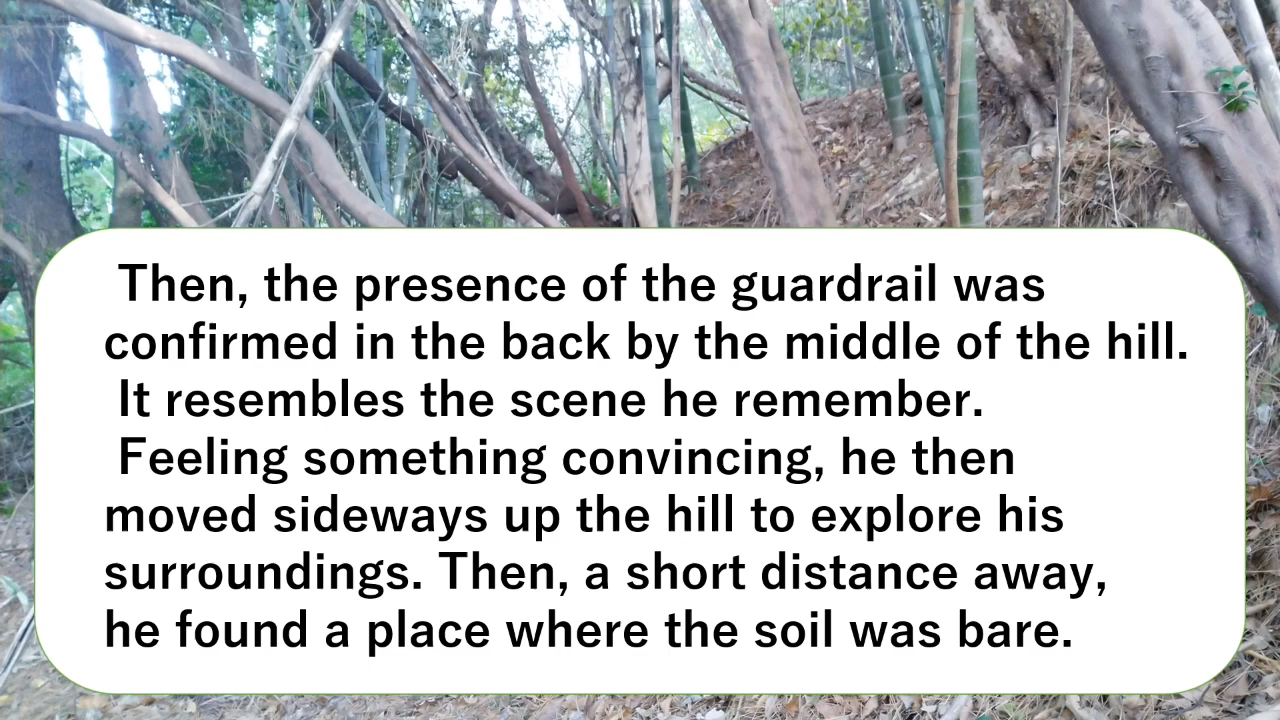 Then, the presence of the guardrail was
confirmed in the back by the middle of the hill.
It resembles the scene he remember.
Feeling something convincing, he then
moved sideways up the hill to explore his
surroundings. Then, a short distance away,
he found a place where the soil was bare.